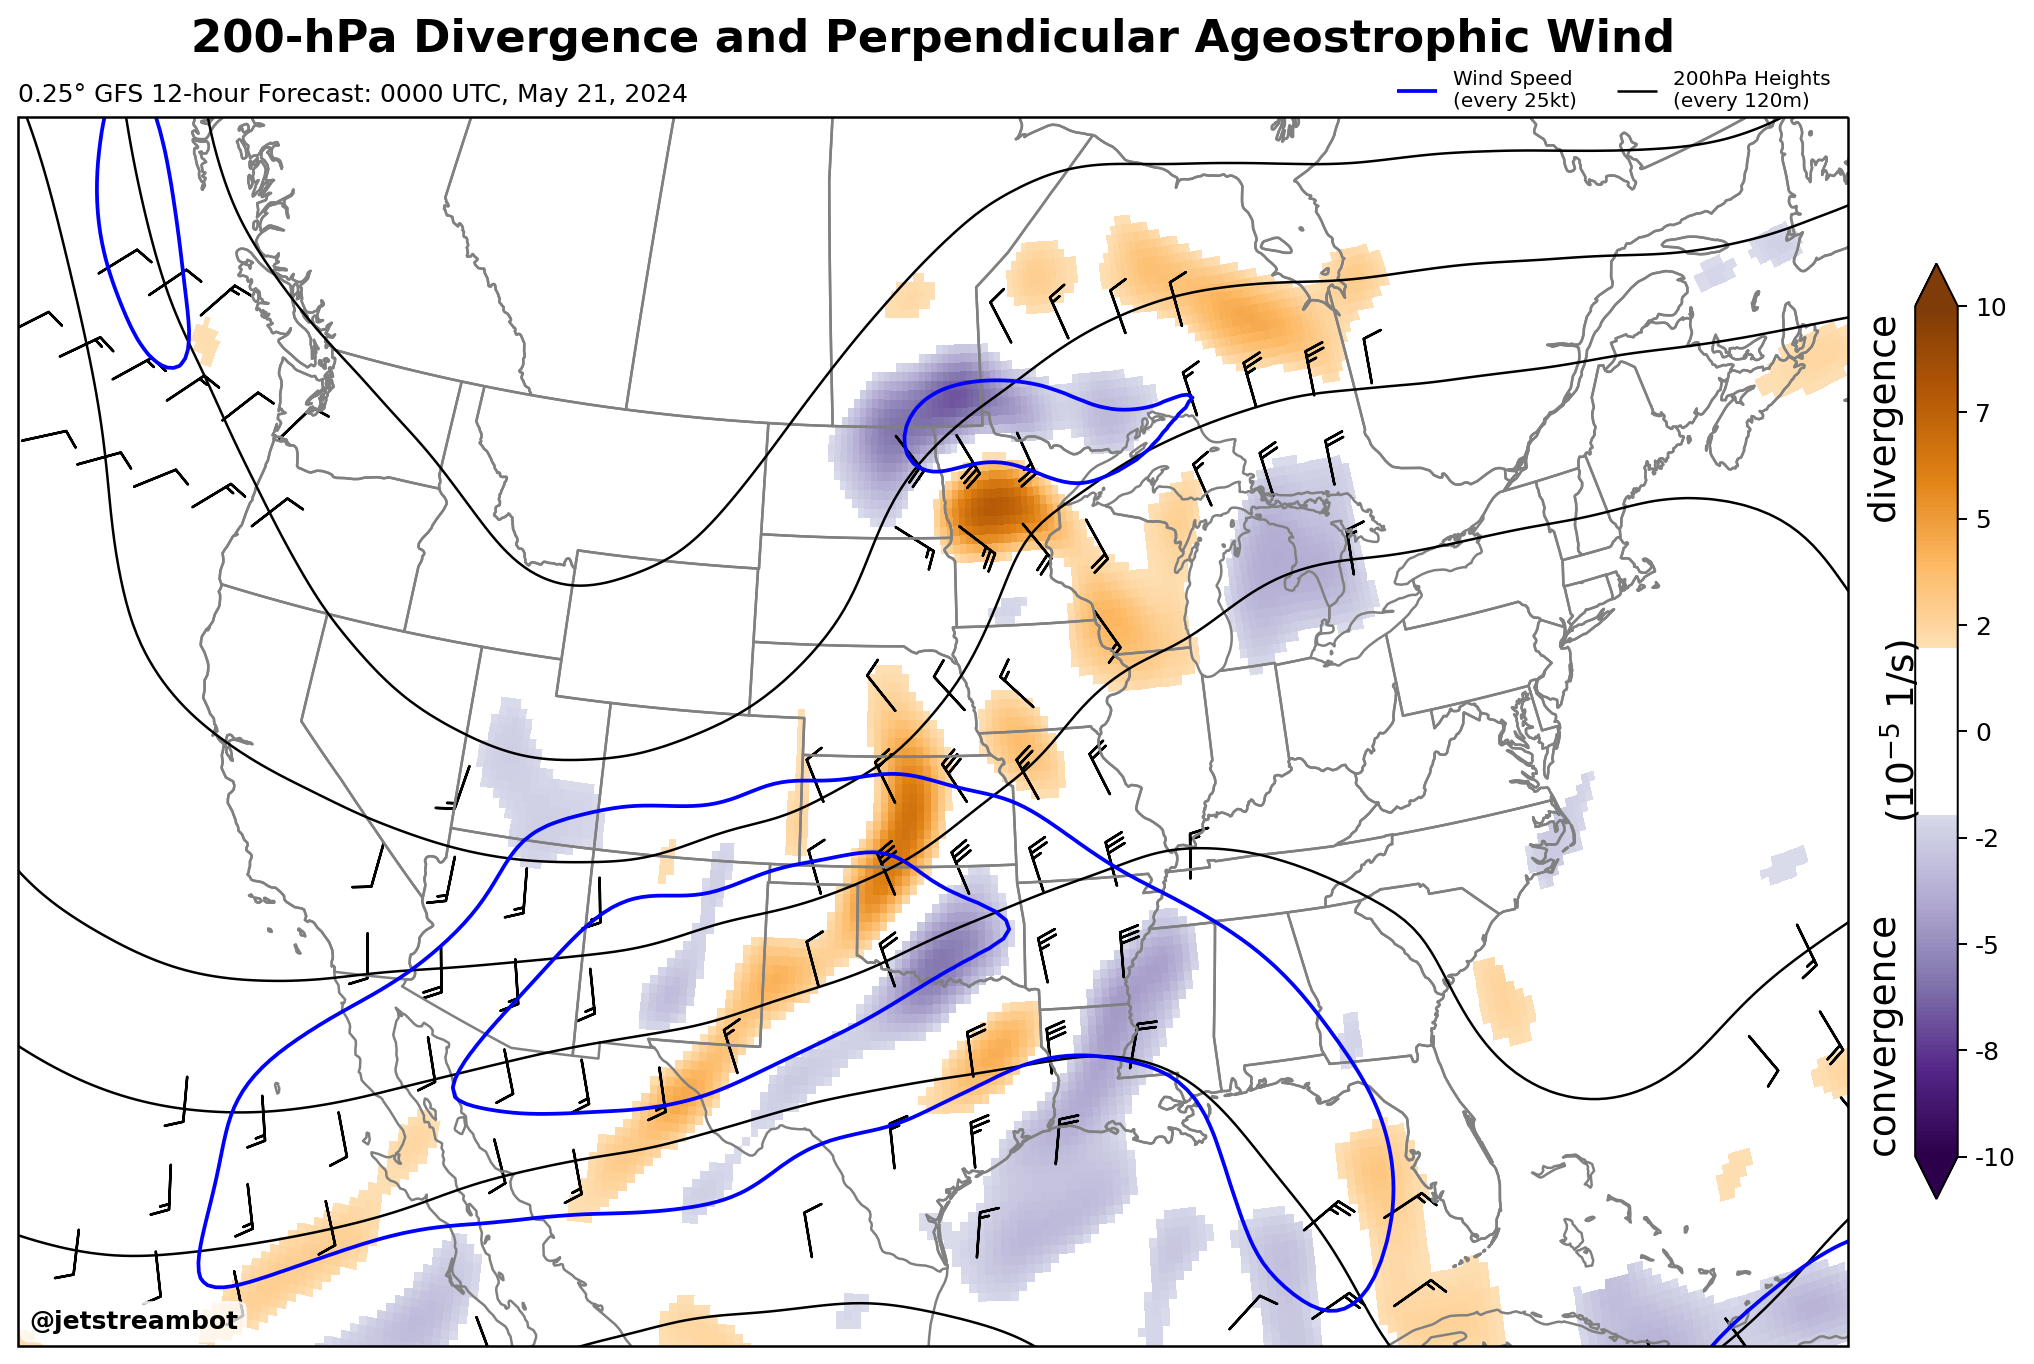 200-hPa Divergence and Perpendicular Ageostrophic Wind
0.25° GFS 12-hour Forecast: 0000 UTC, May 21, 2024
Wind Speed
(every 25kt)
200hPa Heights
(every 120m)
10
7
5
2
0
-2
-5
-8
-10
divergence
(10⁻⁵ 1/s)
convergence
@jetstreambot